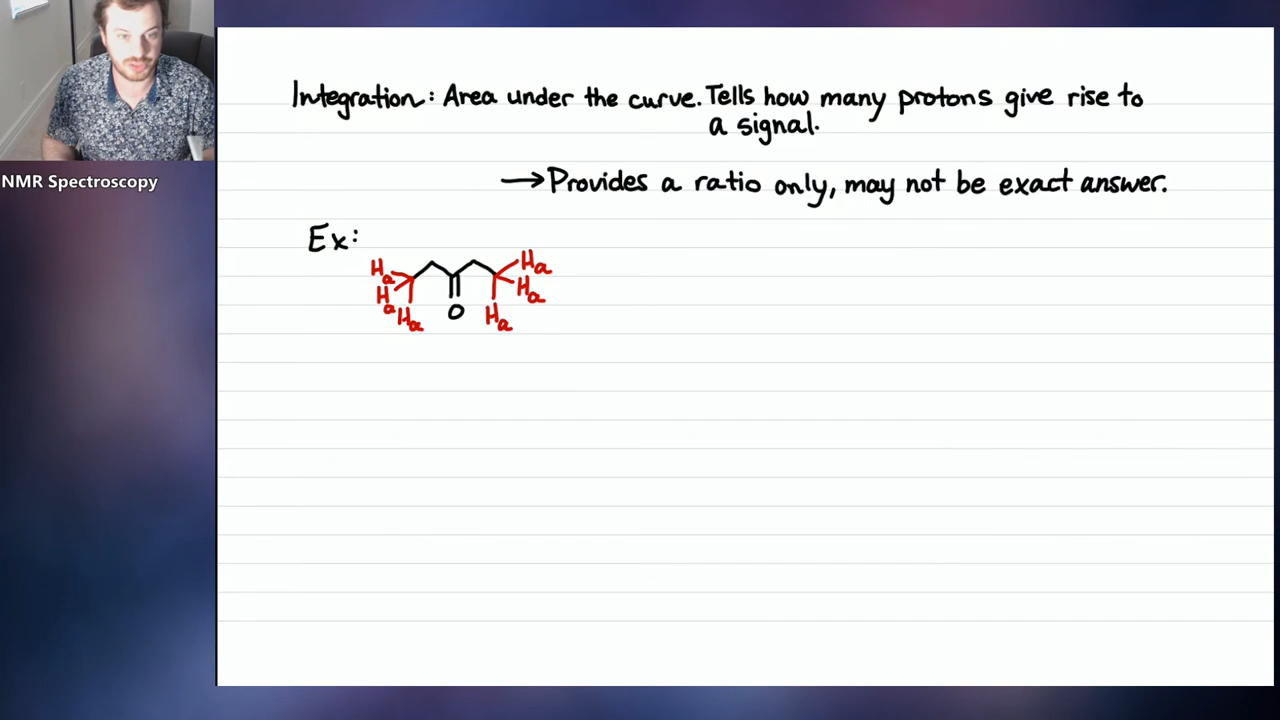 Integration: Area under the curve. Tells how many protons give rise to
a signal.
→ Provides a ratio only, may not be exact answer.
NMR Spectroscopy
Ex:
Ha Ha
Ha Ha
Ha O Ha